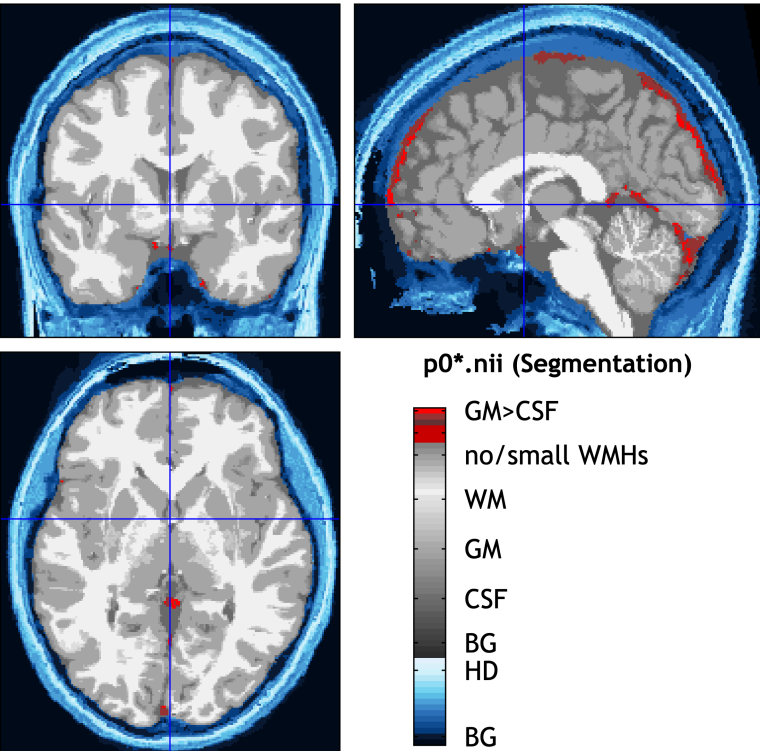 p0*.nii (Segmentation)
GM>CSF
no/small WMHs
WM
GM
CSF
BG
HD
BG